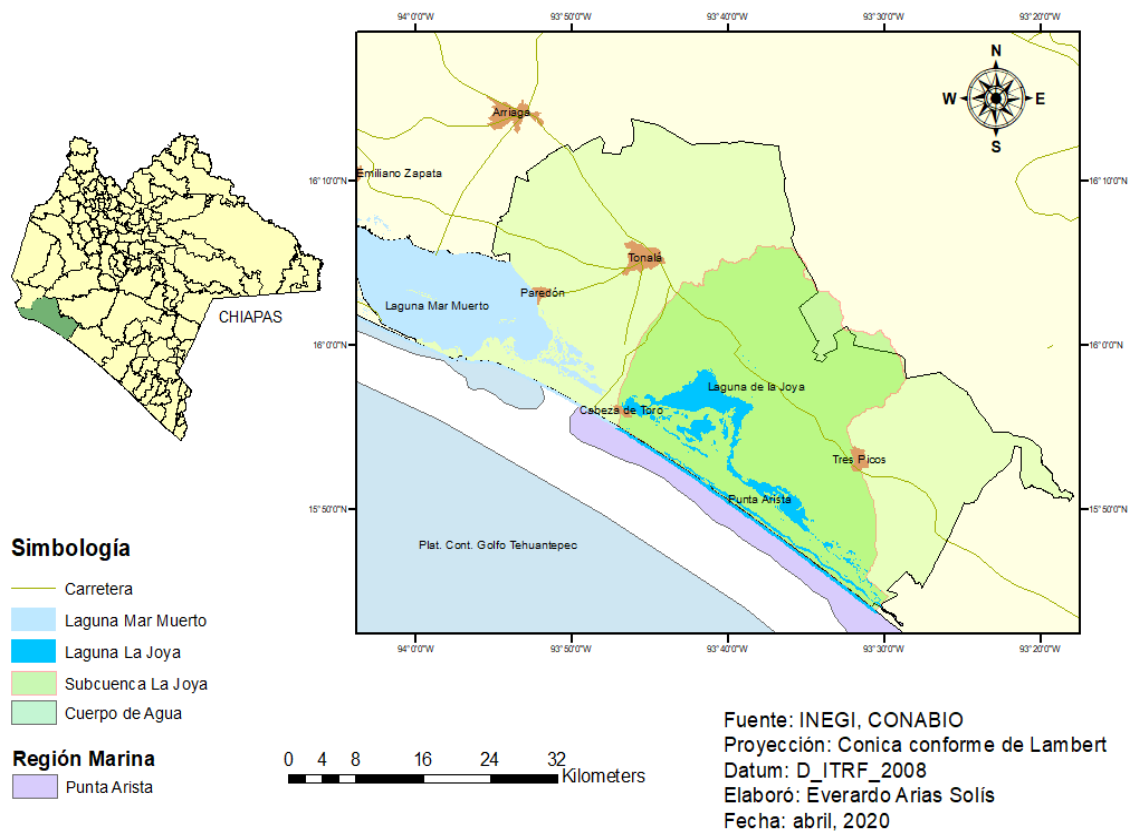 94°0'0"W 93°50'0"W 93°40'0"W 93°30'0"W 93°20'0"W
N
W E
S
Arriaga
16°10'0"N
Emiliano Zapata
16°10'0"N
Tonalá
Paredón
Laguna Mar Muerto
CHIAPAS
16°0'0"N
16°0'0"N
Laguna de la Joya
Cabeza de Toro
Tres Picos
Punta Arista
15°50'0"N
15°50'0"N
Plat. Cont. Golfo Tehuantepec
94°0'0"W 93°50'0"W 93°40'0"W 93°30'0"W 93°20'0"W
Simbología
Carretera
Laguna Mar Muerto
Laguna La Joya
Subcuenca La Joya
Cuerpo de Agua
Región Marina
Punta Arista
0 2 4 8 16 24 32
Kilometers
Fuente: INEGI, CONABIO
Proyección: Conica conforme de Lambert
Datum: D_ITRF_2008
Elaboró: Everardo Arias Solís
Fecha: abril, 2020